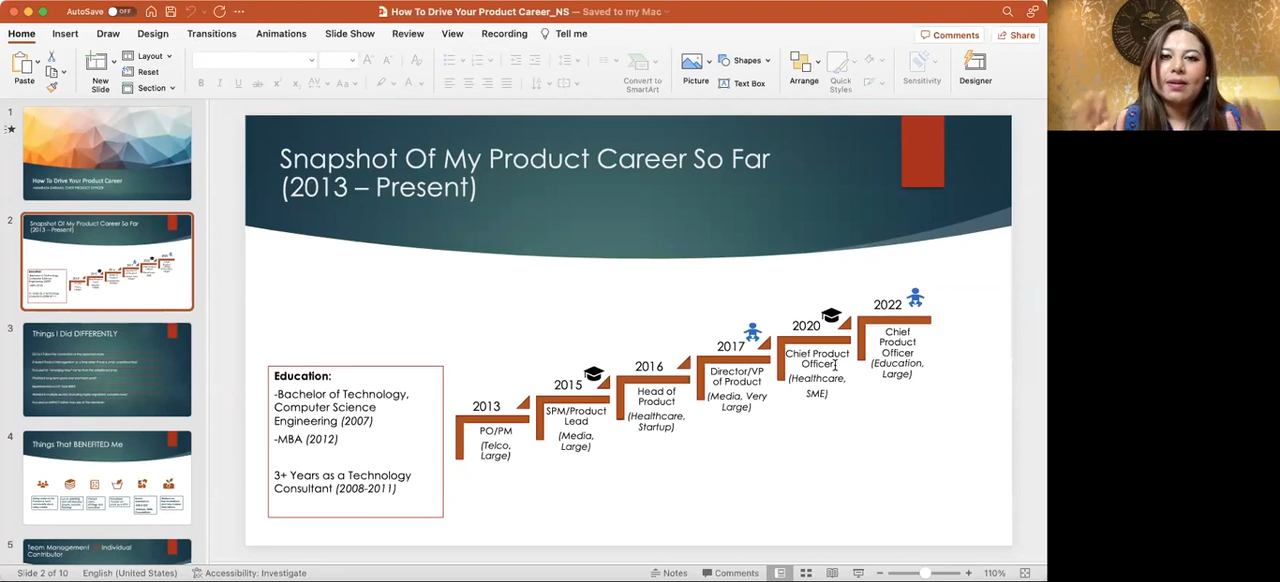 AutoSave OFF
How To Drive Your Product Career_NS — Saved to my Mac
Home Insert Draw Design Transitions Animations Slide Show Review View Recording Tell me
Comments Share
Paste
New
Slide
Layout
Reset
Section
Convert to
SmartArt
Picture
Shapes
Text Box
Arrange
Quick
Styles
Sensitivity
Designer
1
How To Drive Your Product Career
2
Snapshot Of My Product Career So Far
(2013 – Present)
3
Things I Did DIFFERENTLY
4
Things That BENEFITED Me
5
Team Management
Individual
Contributor
Snapshot Of My Product Career So Far
(2013 – Present)
Education:
-Bachelor of Technology,
Computer Science
Engineering (2007)
-MBA (2012)
3+ Years as a Technology
Consultant (2008-2011)
2013
PO/PM
(Telco,
Large)
2015
SPM/Product
Lead
(Media,
Large)
2016
Head of
Product
(Healthcare,
Startup)
2017
Director/VP
of Product
(Media, Very
Large)
2020
Chief Product
Officer
(Healthcare,
SME)
2022
Chief
Product
Officer
(Education,
Large)
Slide 2 of 10 English (United States) Accessibility: Investigate
Notes Comments 110%